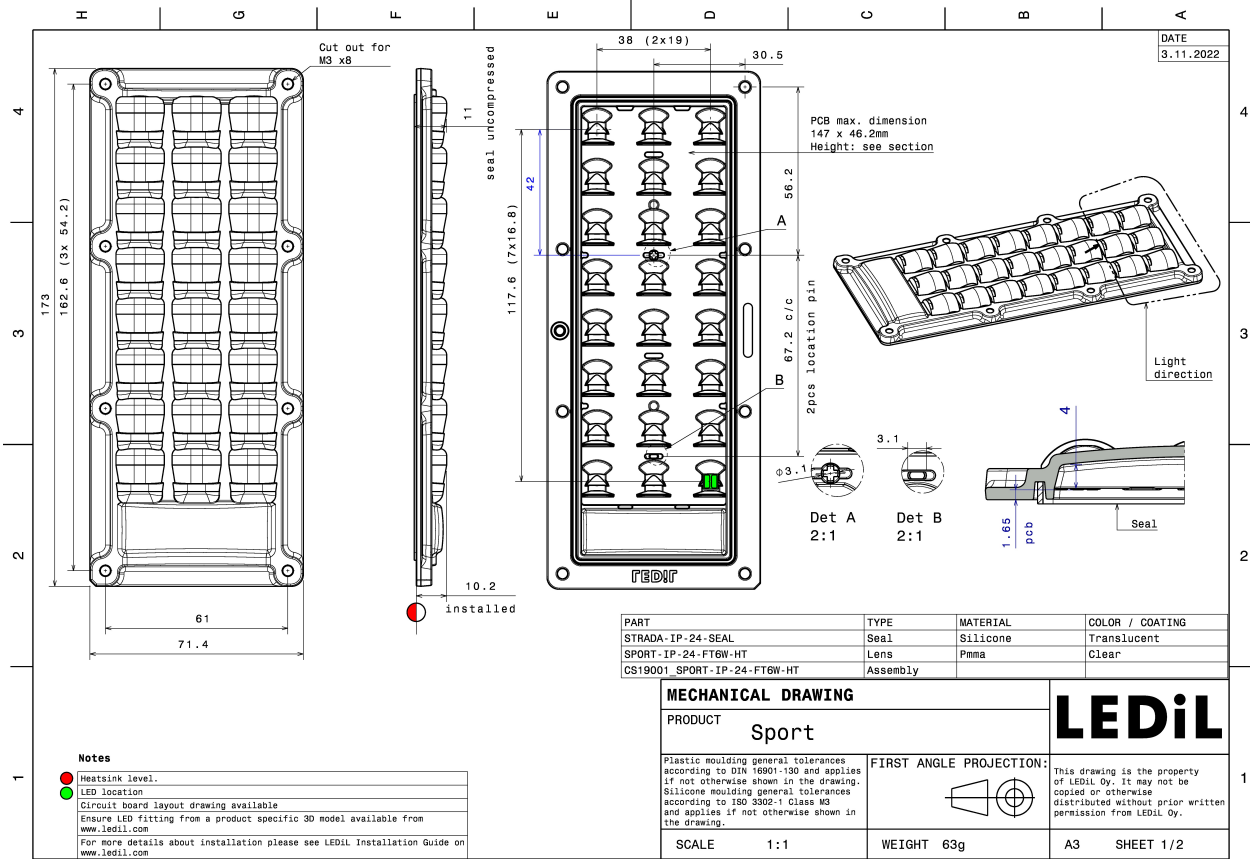 H G F E D C B A
DATE
3.11.2022
Cut out for
M3 x8
11
seal uncompressed
38 (2x19)
30.5
PCB max. dimension
147 x 46.2mm
Height: see section
4
4
42
56.2
A
117.6 (7x16.8)
173
162.6 (3x 54.2)
67.2 c/c
2pcs location pin
3
3
B
Light
direction
4
3.1
Φ3.1
Det A
2:1
Det B
2:1
1.65
pcb
Seal
2
2
LEDiL
10.2
installed
61
71.4
PART TYPE MATERIAL COLOR / COATING
STRADA-IP-24-SEAL Seal Silicone Translucent
SPORT-IP-24-FT6W-HT Lens Pmma Clear
CS19001_SPORT-IP-24-FT6W-HT Assembly
MECHANICAL DRAWING
PRODUCT
Sport
LEDiL
Plastic moulding general tolerances
according to DIN 16901-130 and applies
if not otherwise shown in the drawing.
Silicone moulding general tolerances
according to ISO 3302-1 Class M3
and applies if not otherwise shown in
the drawing.
FIRST ANGLE PROJECTION:
This drawing is the property
of LEDiL Oy. It may not be
copied or otherwise
distributed without prior written
permission from LEDiL Oy.
SCALE 1:1
WEIGHT 63g
A3 SHEET 1/2
1
1
Notes
Heatsink level.
LED location
Circuit board layout drawing available
Ensure LED fitting from a product specific 3D model available from
www.ledil.com
For more details about installation please see LEDiL Installation Guide on
www.ledil.com